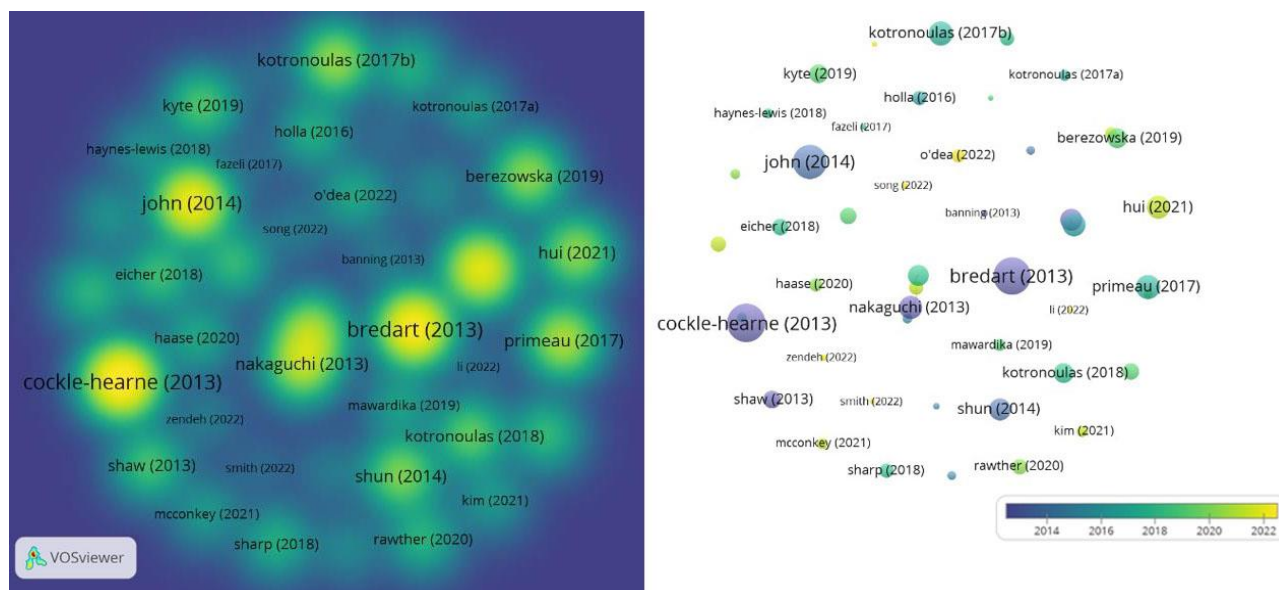 kotronoulas (2017b)
kyte (2019)
kotronoulas (2017a)
holla (2016)
haynes-lewis (2018)
fazeli (2017)
berezowska (2019)
o'dea (2022)
john (2014)
song (2022)
hui (2021)
banning (2013)
eicher (2018)
bredart (2013)
haase (2020)
primeau (2017)
nakaguchi (2013)
li (2022)
cockle-hearne (2013)
mawardika (2019)
zendeh (2022)
kotronoulas (2018)
shaw (2013)
smith (2022)
shun (2014)
kim (2021)
mcconkey (2021)
rawther (2020)
sharp (2018)
VOSviewer
kotronoulas (2017b)
kyte (2019)
kotronoulas (2017a)
holla (2016)
haynes-lewis (2018)
fazeli (2017)
berezowska (2019)
o'dea (2022)
john (2014)
song (2022)
hui (2021)
banning (2013)
eicher (2018)
bredart (2013)
haase (2020)
primeau (2017)
nakaguchi (2013)
li (2022)
cockle-hearne (2013)
mawardika (2019)
zendeh (2022)
kotronoulas (2018)
shaw (2013)
smith (2022)
shun (2014)
kim (2021)
mcconkey (2021)
rawther (2020)
sharp (2018)
2014 2016 2018 2020 2022